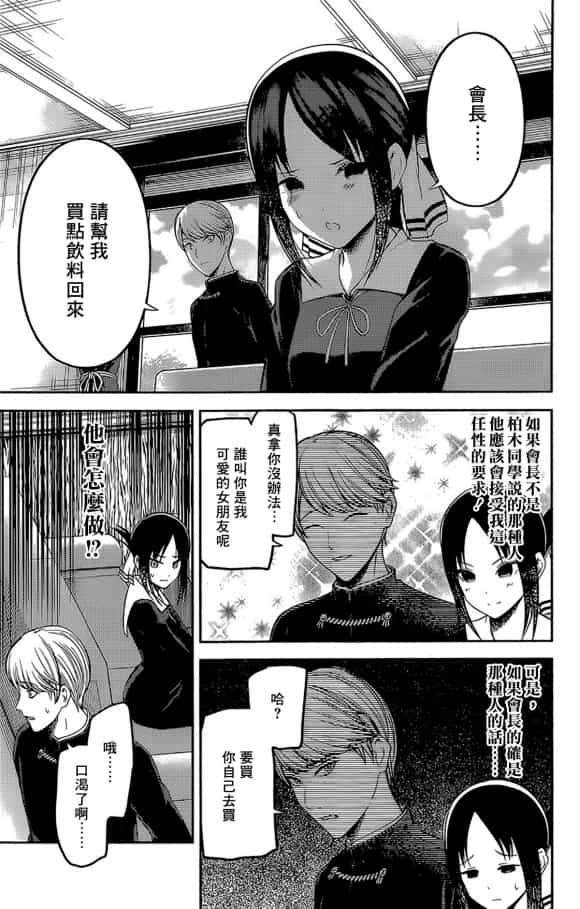 會長……
請幫我
買點飲料回來
如果會長不是
柏木同學說的那種人
他應該會接受我這
任性的要求！
真拿你沒辦法…
誰叫你是我
可愛的女朋友呢
可是，
如果會長的確是
那種人的話……
哈？
要買
你自己去買
他會怎麼做!?
哦……
口渴了啊……